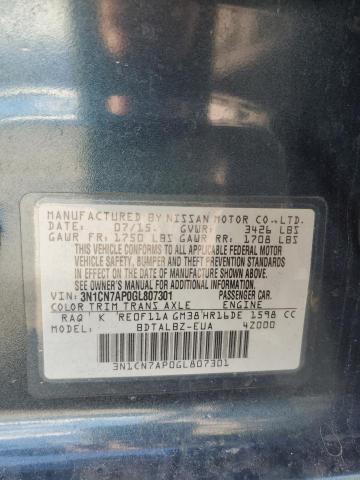 MANUFACTURED BY NISSAN MOTOR CO.,LTD.
DATE: 07/15. GVWR: 3426 LBS
GAWR FR: 1750 LBS GAWR RR: 1708 LBS
THIS VEHICLE CONFORMS TO ALL
APPLICABLE FEDERAL MOTOR
VEHICLE SAFETY, BUMPER, AND
THEFT PREVENTION STANDARDS IN
EFFECT ON THE DATE OF
MANUFACTURE SHOWN ABOVE.
SEE OWNER'S MANUAL.
VIN: 3N1CN7AP0GL807301 PASSENGER CAR.
COLOR TRIM TRANS AXLE ENGINE
RAQ K RE0F11A GM38 HR16DE 1598 CC
MODEL: BDTALBZ-EUA 4Z000
3N1CN7AP0GL807301